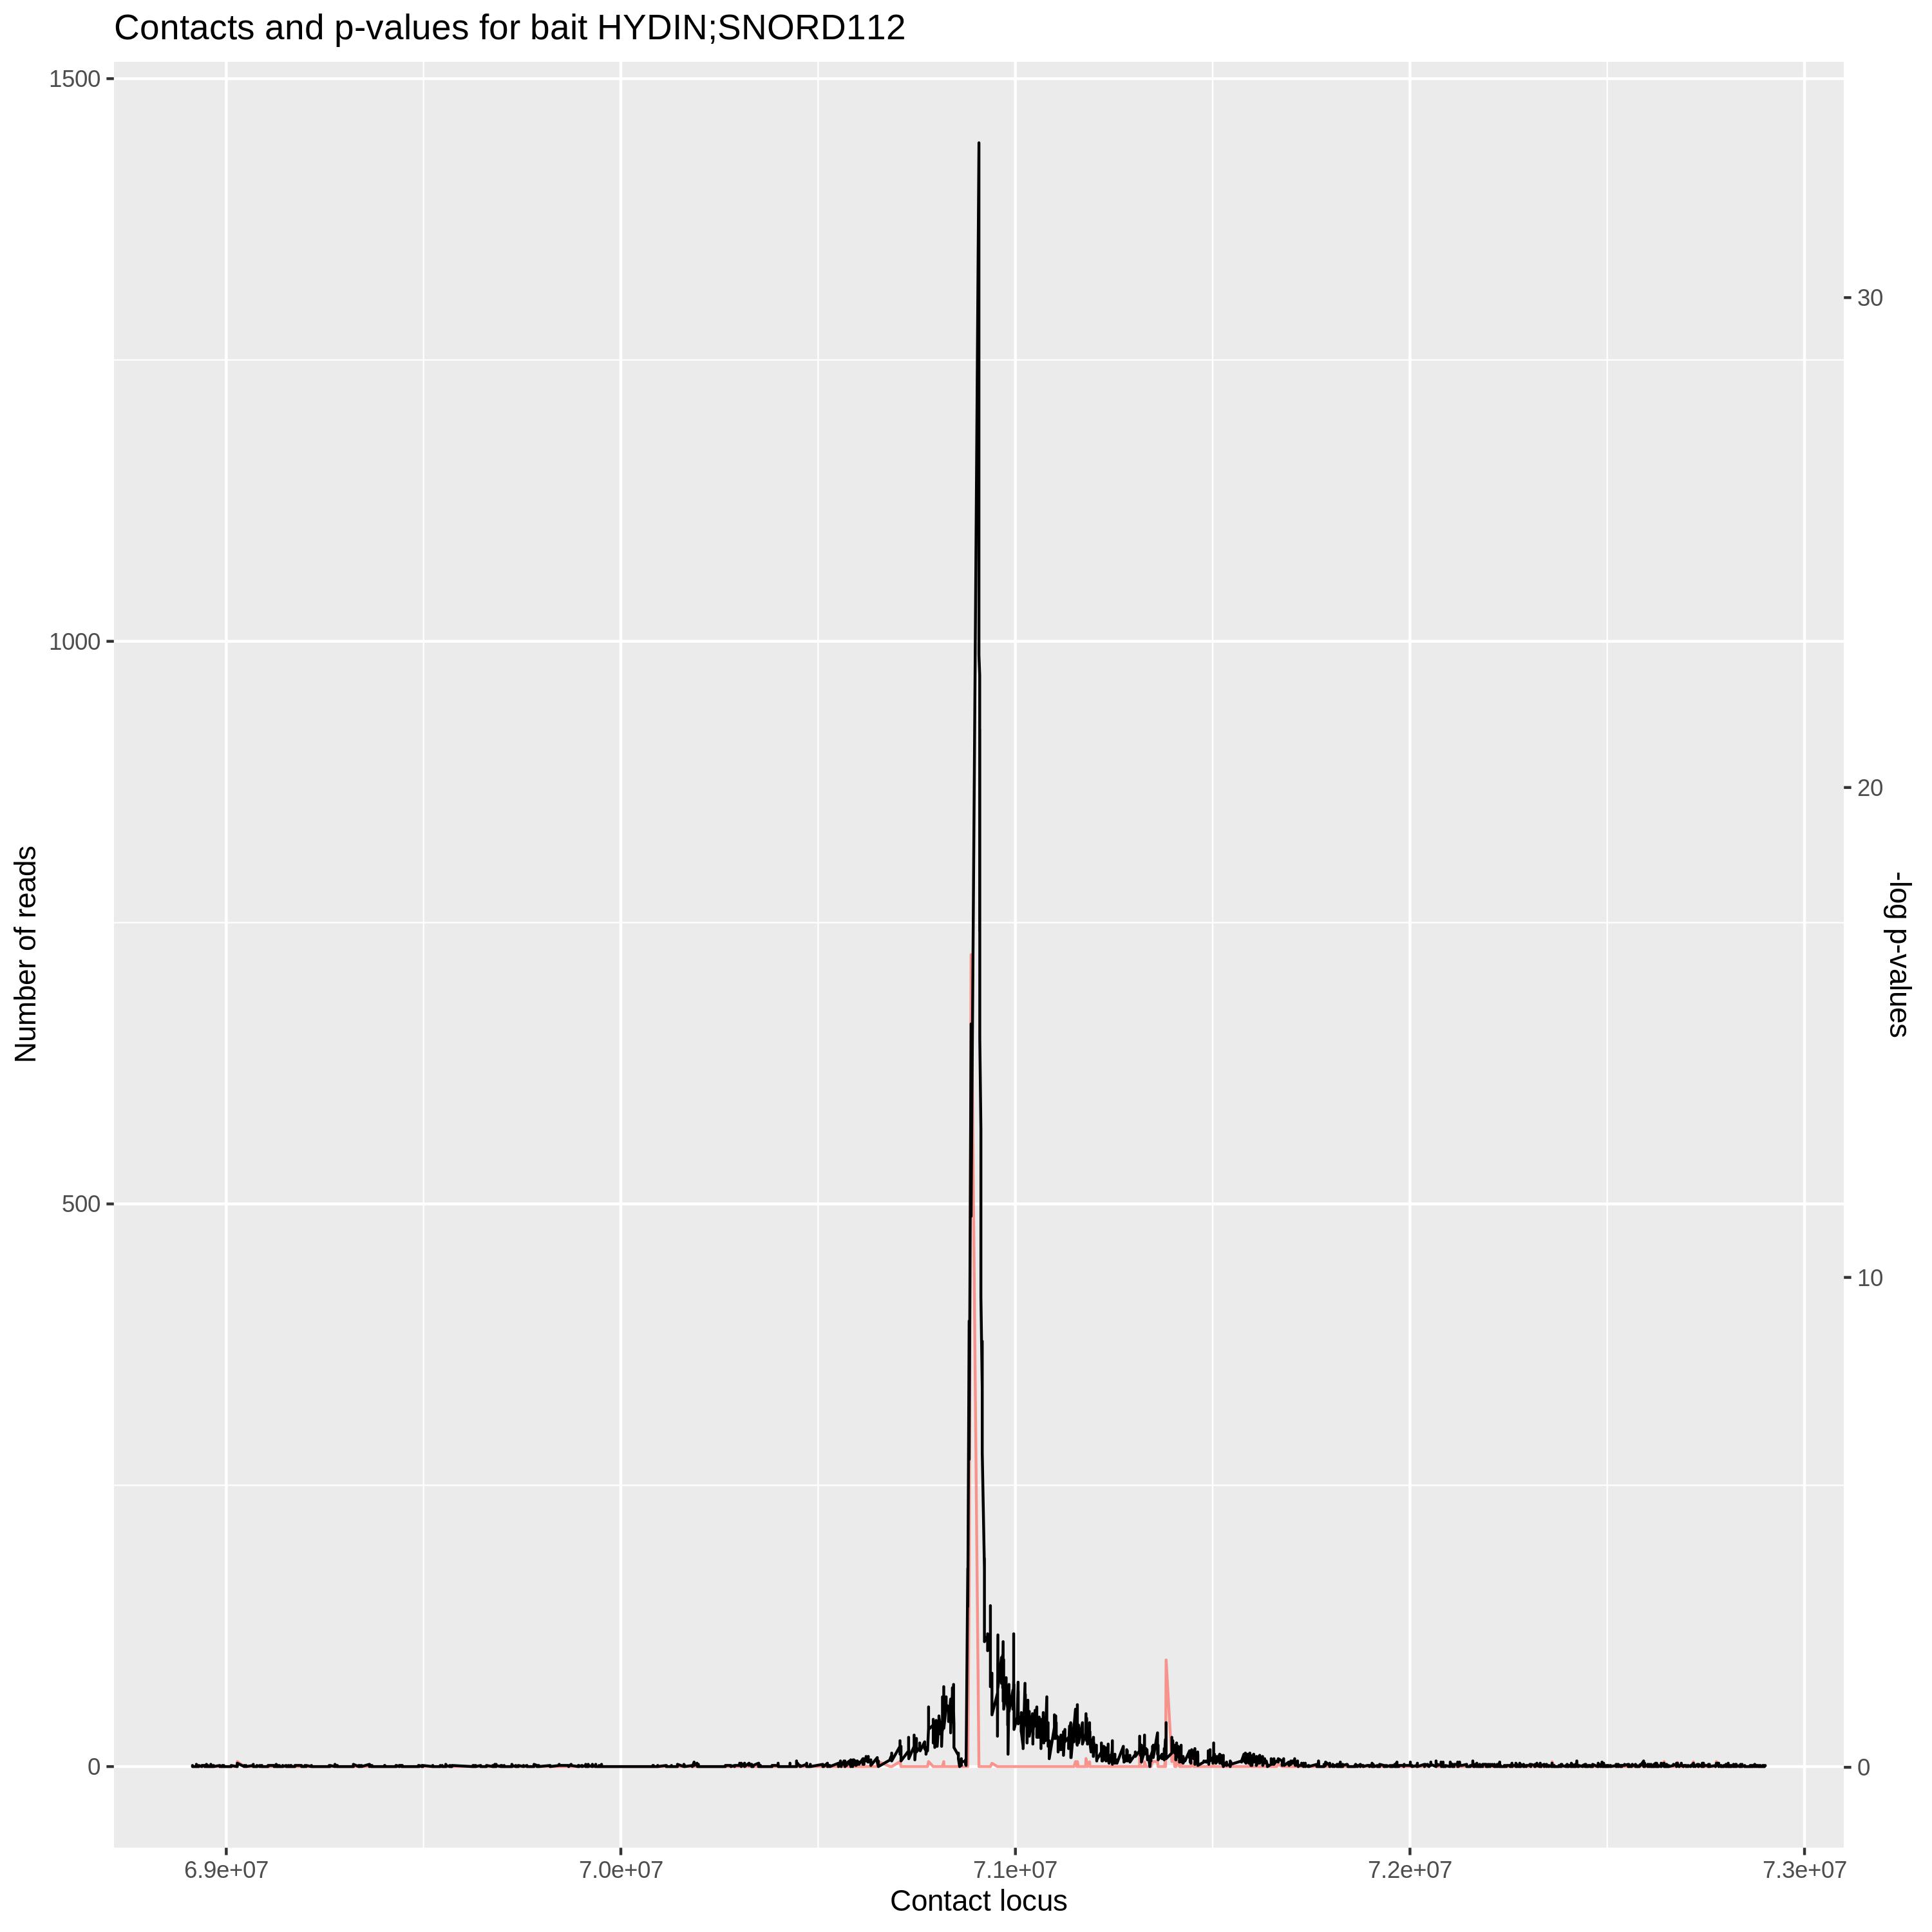 Contacts and p-values for bait HYDIN;SNORD112
1500
1000
500
0
Number of reads
30
20
10
0
-log p-values
6.9e+07
7.0e+07
7.1e+07
7.2e+07
7.3e+07
Contact locus